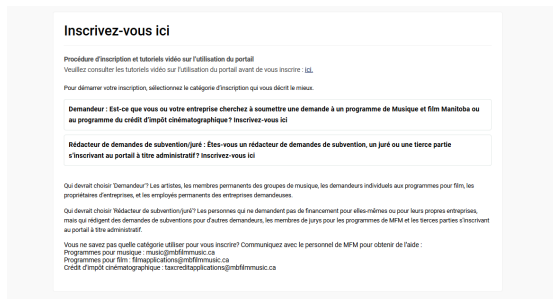 Inscrivez-vous ici
Procédure d'inscription et tutoriels vidéo sur l'utilisation du portail
Veuillez consulter les tutoriels vidéo sur l'utilisation du portail avant de vous inscrire : ici.
Pour démarrer votre inscription, sélectionnez le catégorie d'inscription qui vous décrit le mieux.
Demandeur : Est-ce que vous ou votre entreprise cherchez à soumettre une demande à un programme de Musique et film Manitoba ou
au programme du crédit d'impôt cinématographique? Inscrivez-vous ici
Rédacteur de demandes de subvention/juré : Êtes-vous un rédacteur de demandes de subvention, un juré ou une tierce partie
s'inscrivant au portail à titre administratif? Inscrivez-vous ici
Qui devrait choisir 'Demandeur'? Les artistes, les membres permanents des groupes de musique, les demandeurs individuels aux programmes pour film, les
propriétaires d'entreprises, et les employés permanents des entreprises demandeuses.
Qui devrait choisir 'Rédacteur de subvention/juré'? Les personnes qui ne demandent pas de financement pour elles-mêmes ou pour leurs propres entreprises,
mais qui rédigent des demandes de subventions pour d'autres demandeurs, les membres de jurys pour les programmes de MFM et les tierces parties s'inscrivant
au portail à titre administratif.
Vous ne savez pas quelle catégorie utiliser pour vous inscrire? Communiquez avec le personnel de MFM pour obtenir de l'aide :
Programmes pour musique : music@mbfilmmusic.ca
Programmes pour film : filmapplications@mbfilmmusic.ca
Crédit d'impôt cinématographique : taxcreditapplications@mbfilmmusic.ca